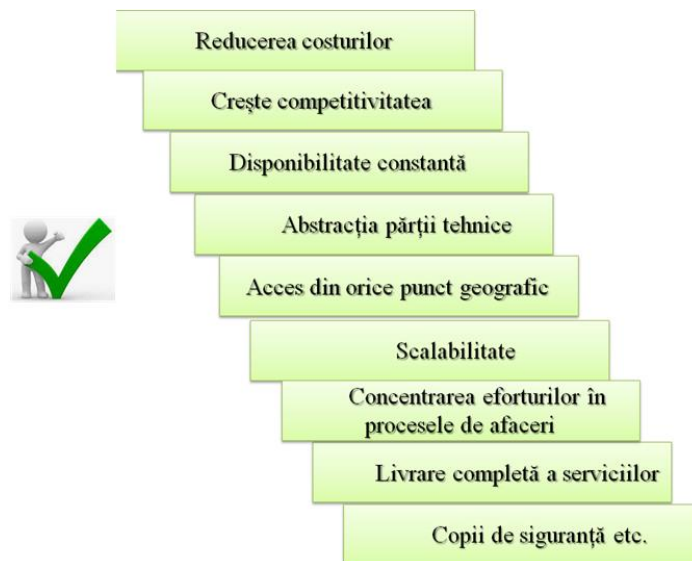 Reducerea costurilor
Crește competitivitatea
Disponibilitate constantă
Abstracția părții tehnice
Acces din orice punct geografic
Scalabilitate
Concentrarea eforturilor în
procesele de afaceri
Livrare completă a serviciilor
Copii de siguranță etc.